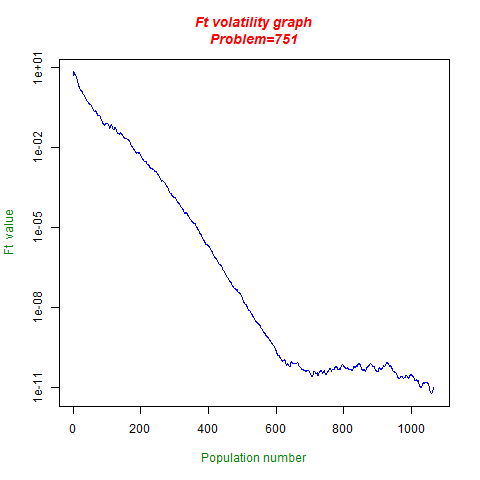 Ft volatility graph
Problem=751
1e+01
1e-02
1e-05
1e-08
1e-11
Ft value
0 200 400 600 800 1000
Population number